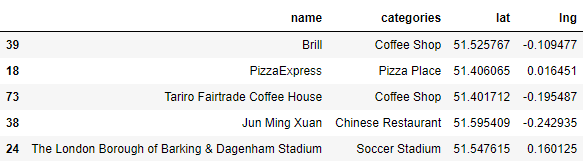 name categories lat lng
39 Brill Coffee Shop 51.525767 -0.109477
18 PizzaExpress Pizza Place 51.406065 0.016451
73 Tariro Fairtrade Coffee House Coffee Shop 51.401712 -0.195487
38 Jun Ming Xuan Chinese Restaurant 51.595409 -0.242935
24 The London Borough of Barking & Dagenham Stadium Soccer Stadium 51.547615 0.160125